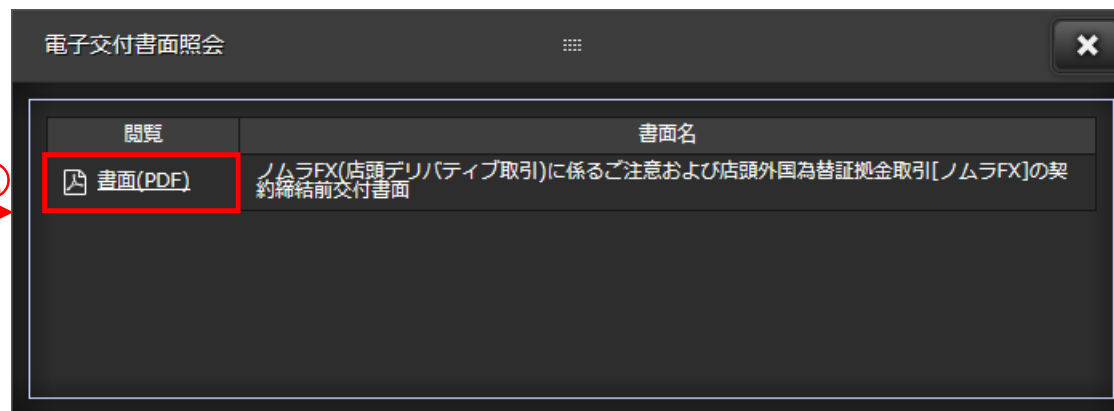 電子交付書面照会
閲覧 書面名
書面(PDF) ノムラFX(店頭デリバティブ取引)に係るご注意および店頭外国為替証拠金取引[ノムラFX]の契
約締結前交付書面